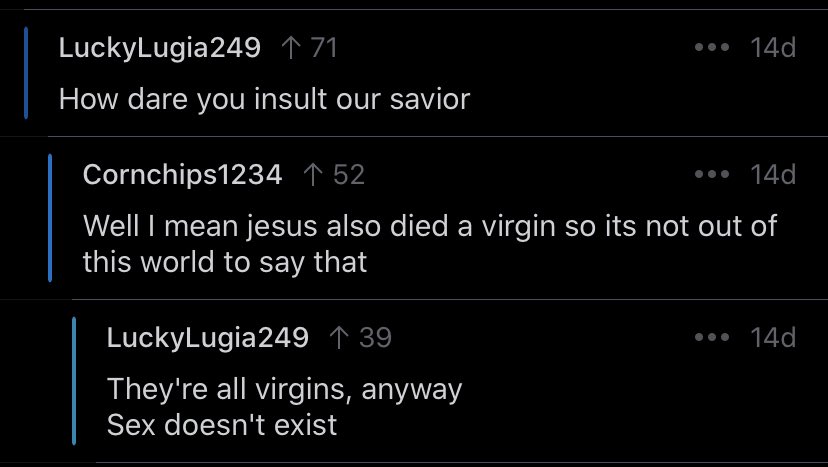 LuckyLugia249 ↑ 71 ••• 14d
How dare you insult our savior
Cornchips1234 ↑ 52 ••• 14d
Well I mean jesus also died a virgin so its not out of
this world to say that
LuckyLugia249 ↑ 39 ••• 14d
They're all virgins, anyway
Sex doesn't exist